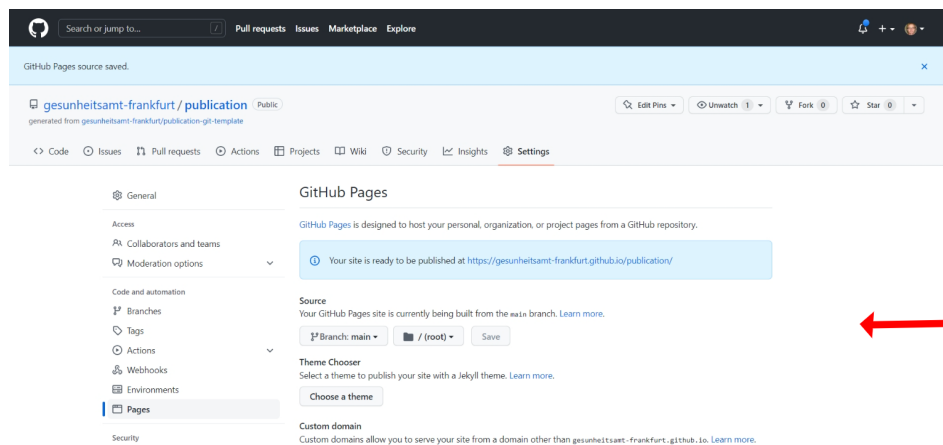 Search or jump to... / Pull requests Issues Marketplace Explore
GitHub Pages source saved.
gesunheitsamt-frankfurt / publication Public
Edit Pins Unwatch 1 Fork 0 Star 0
generated from gesunheitsamt-frankfurt/publication-git-template
Code Issues Pull requests Actions Projects Wiki Security Insights Settings
General
Access
Collaborators and teams
Moderation options
Code and automation
Branches
Tags
Actions
Webhooks
Environments
Pages
Security
GitHub Pages
GitHub Pages is designed to host your personal, organization, or project pages from a GitHub repository.
Your site is ready to be published at https://gesunheitsamt-frankfurt.github.io/publication/
Source
Your GitHub Pages site is currently being built from the main branch. Learn more.
Branch: main / (root) Save
Theme Chooser
Select a theme to publish your site with a Jekyll theme. Learn more.
Choose a theme
Custom domain
Custom domains allow you to serve your site from a domain other than gesunheitsamt-frankfurt.github.io. Learn more.